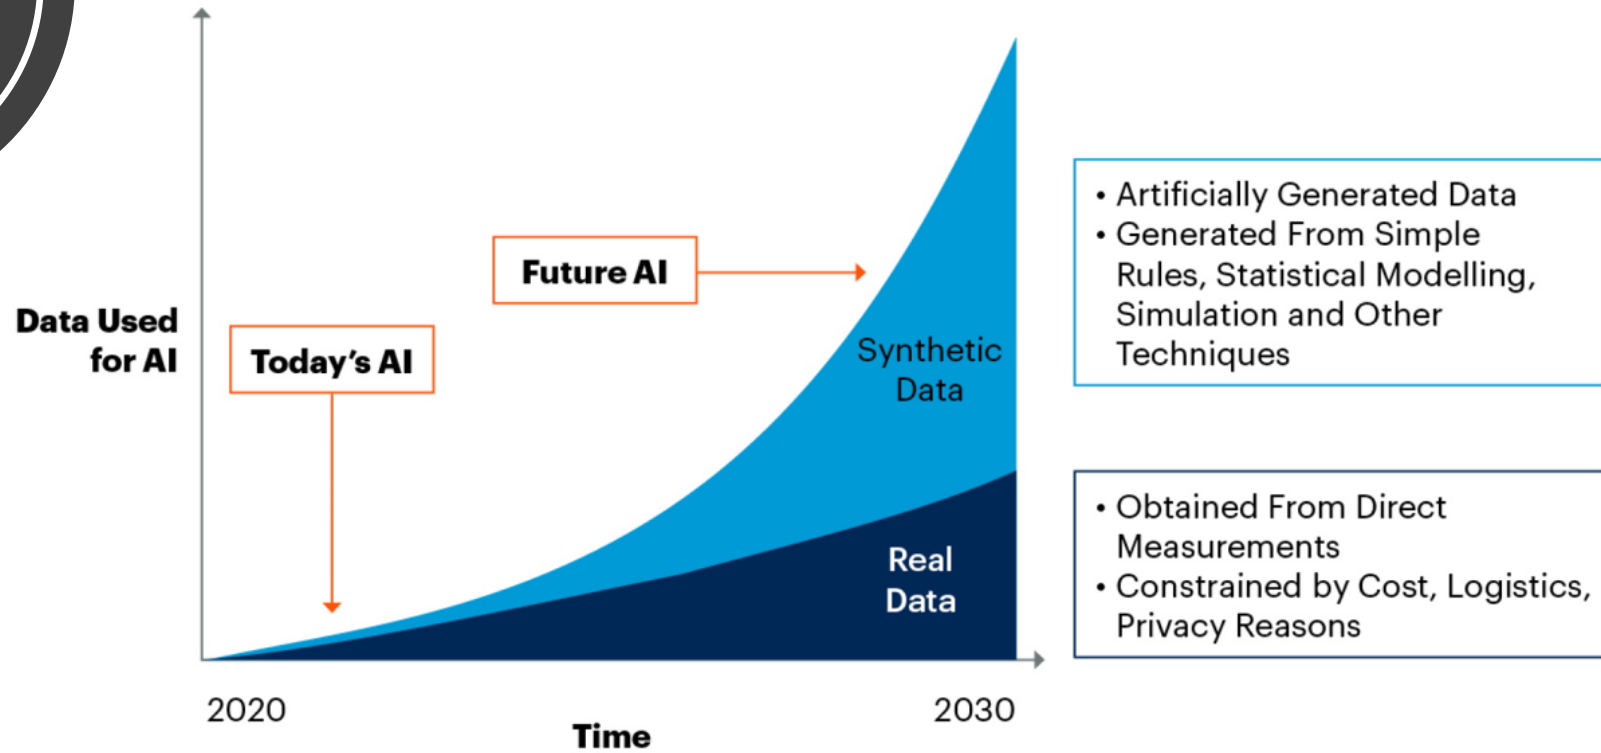 Data Used
for AI
Today’s AI
Future AI
Synthetic
Data
Real
Data
2020
2030
Time
• Artificially Generated Data
• Generated From Simple
Rules, Statistical Modelling,
Simulation and Other
Techniques
• Obtained From Direct
Measurements
• Constrained by Cost, Logistics,
Privacy Reasons